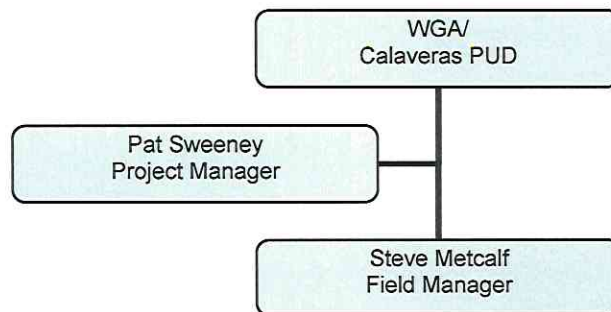 WGA/
Calaveras PUD
Pat Sweeney
Project Manager
Steve Metcalf
Field Manager